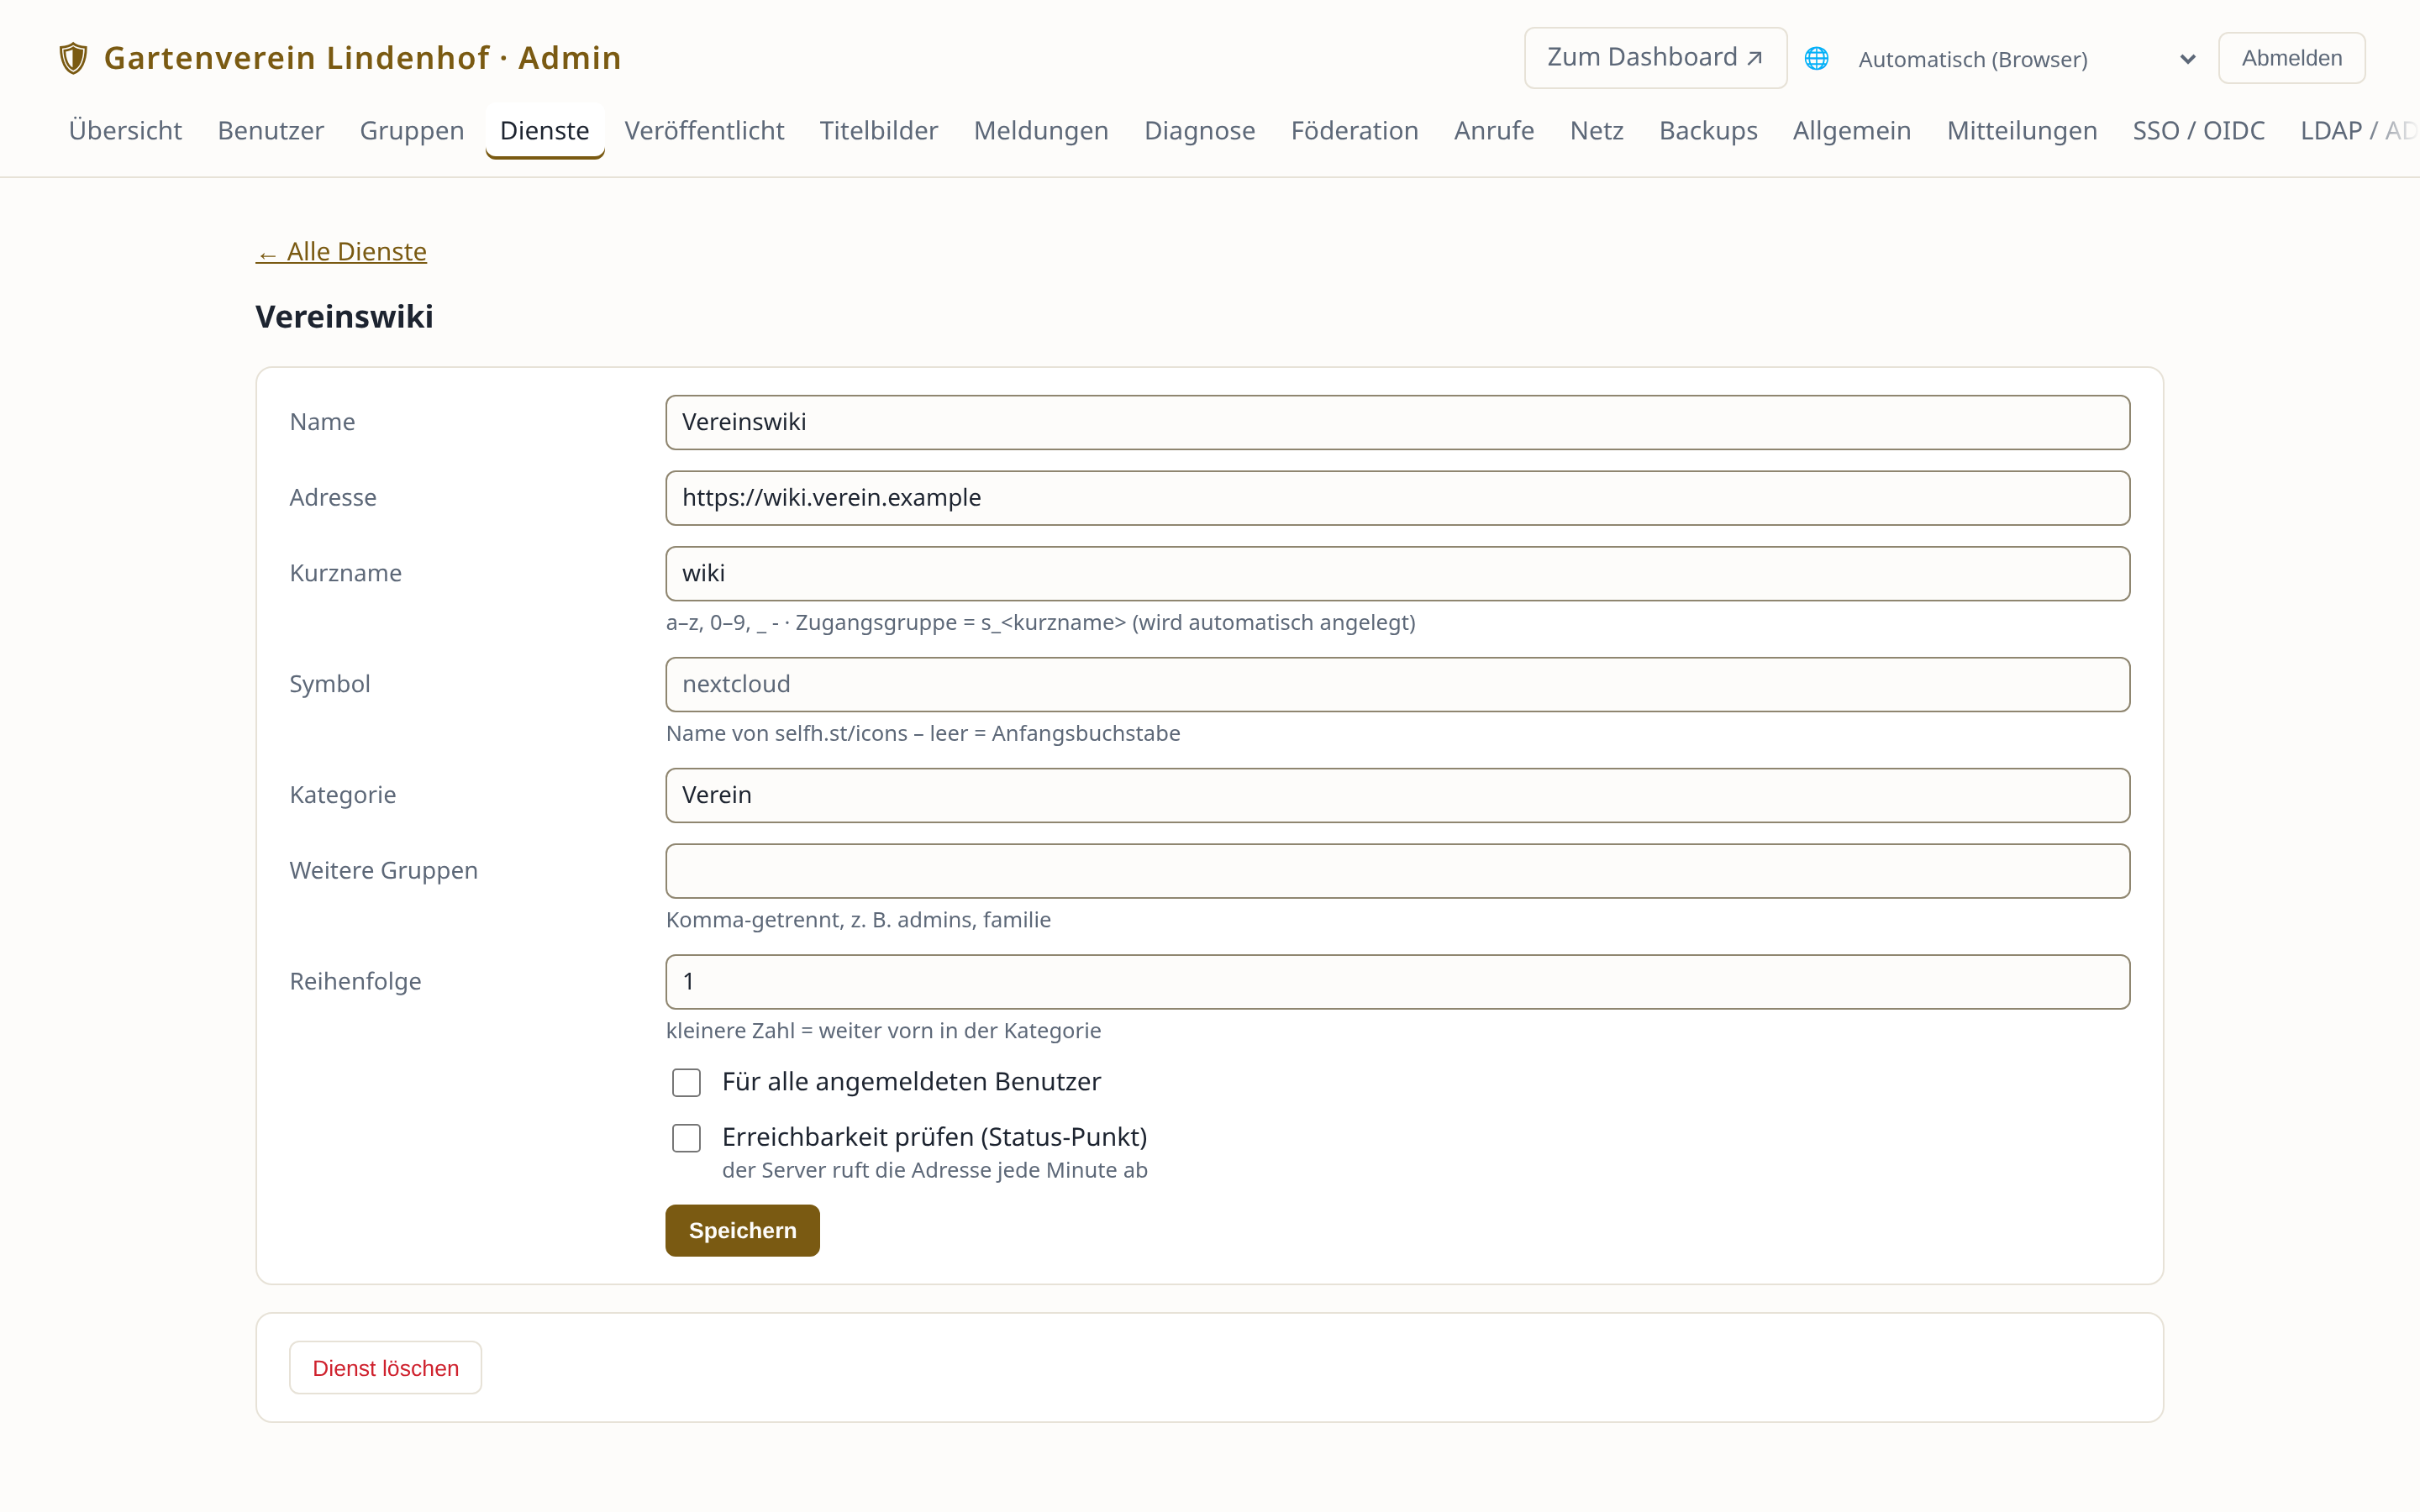 Gartenverein Lindenhof · Admin
Zum Dashboard ↗
Automatisch (Browser)
Abmelden
Übersicht Benutzer Gruppen Dienste Veröffentlicht Titelbilder Meldungen Diagnose Föderation Anrufe Netz Backups Allgemein Mitteilungen SSO / OIDC LDAP / AD
← Alle Dienste
Vereinswiki
Name
Vereinswiki
Adresse
https://wiki.verein.example
Kurzname
wiki
a–z, 0–9, _ - · Zugangsgruppe = s_<kurzname> (wird automatisch angelegt)
Symbol
nextcloud
Name von selfh.st/icons – leer = Anfangsbuchstabe
Kategorie
Verein
Weitere Gruppen
Komma-getrennt, z. B. admins, familie
Reihenfolge
1
kleinere Zahl = weiter vorn in der Kategorie
Für alle angemeldeten Benutzer
Erreichbarkeit prüfen (Status-Punkt)
der Server ruft die Adresse jede Minute ab
Speichern
Dienst löschen